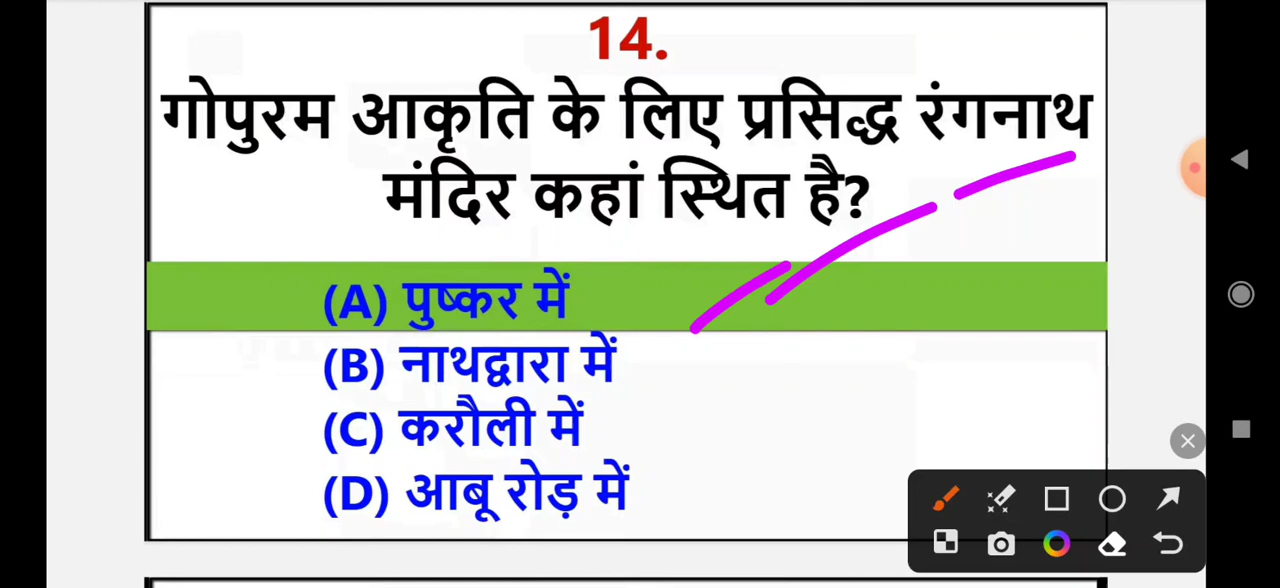 14.
गोपुरम आकृति के लिए प्रसिद्ध रंगनाथ
मंदिर कहां स्थित है?
(A) पुष्कर में
(B) नाथद्वारा में
(C) करौली में
(D) आबू रोड़ में